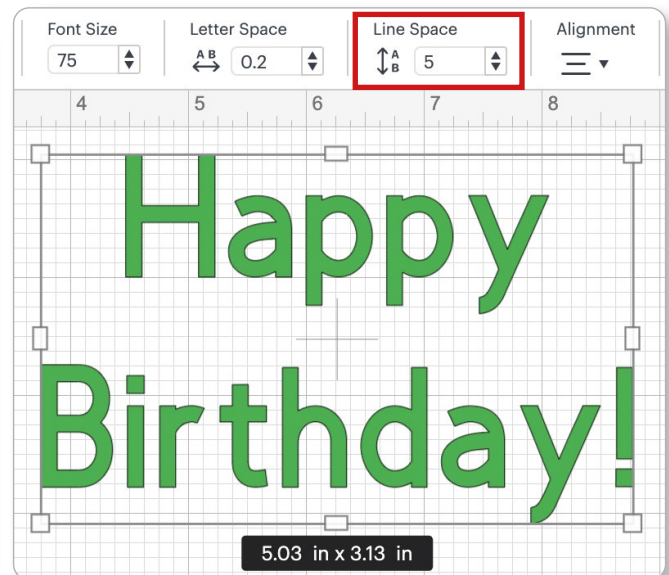 Font Size Letter Space Line Space Alignment
75 A B 0.2 A B 5
4 5 6 7 8
Happy
Birthday!
5.03 in x 3.13 in